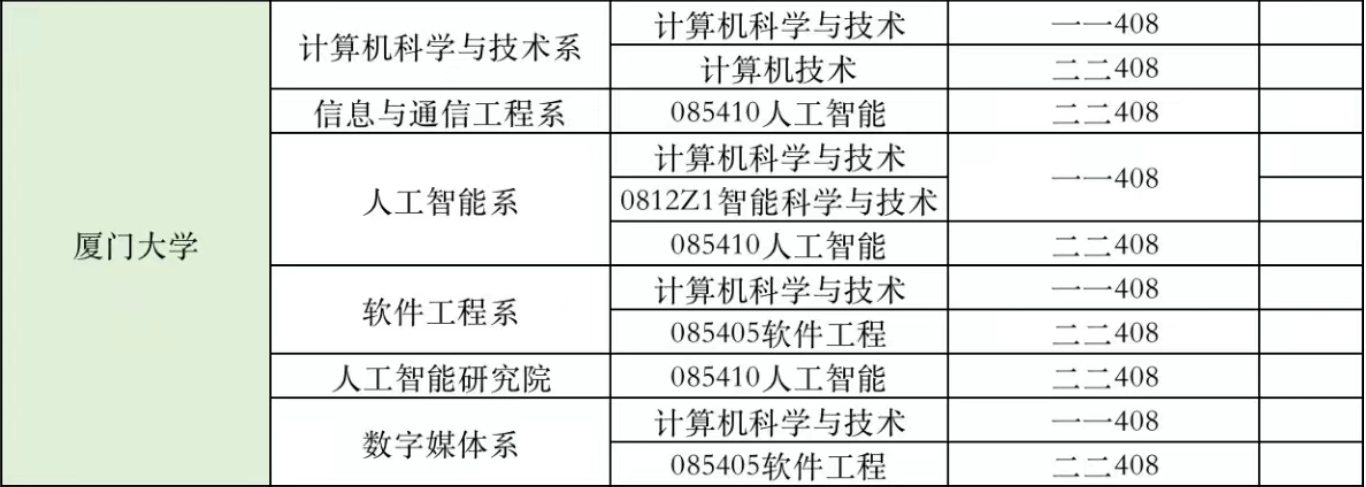 厦门大学
计算机科学与技术系
计算机科学与技术 一一408
计算机技术 二二408
信息与通信工程系 085410人工智能 二二408
人工智能系
计算机科学与技术
一一408
0812Z1智能科学与技术
085410人工智能 二二408
软件工程系
计算机科学与技术 一一408
085405软件工程 二二408
人工智能研究院 085410人工智能 二二408
数字媒体系
计算机科学与技术 一一408
085405软件工程 二二408